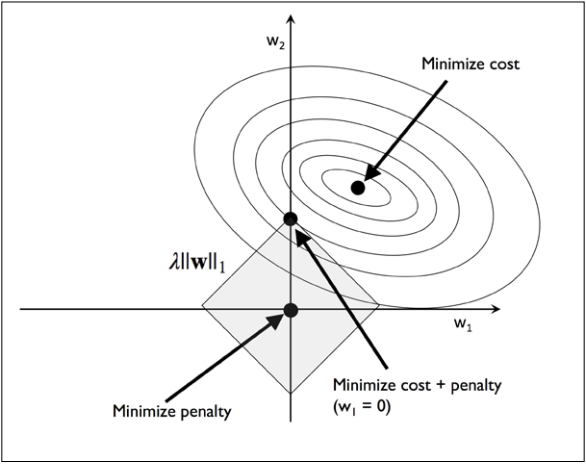 w₂
Minimize cost
λ||w||₁
w₁
Minimize penalty
Minimize cost + penalty
(w₁ = 0)